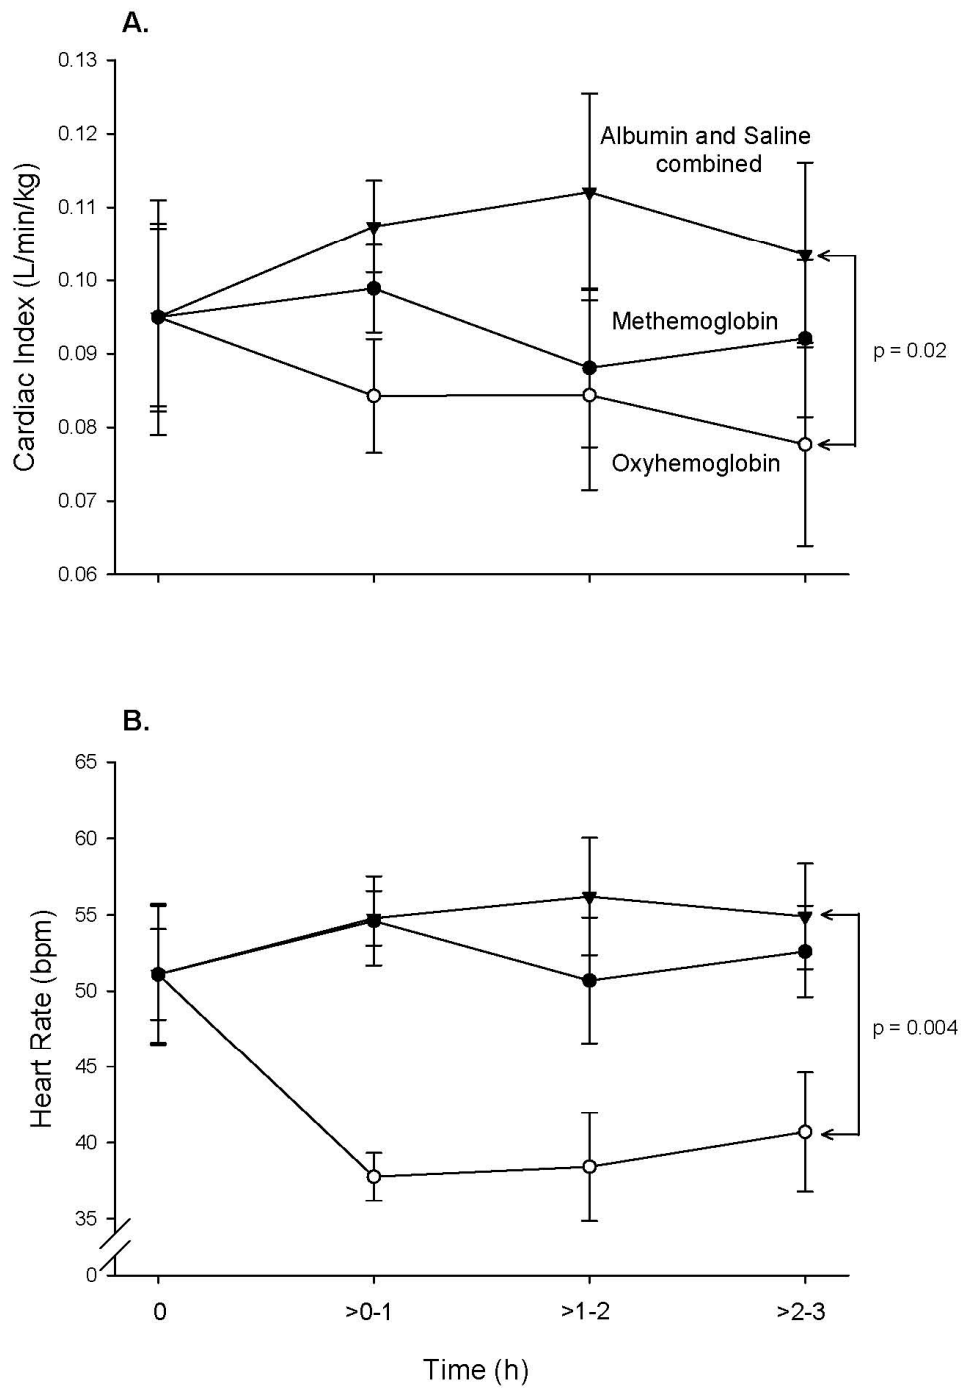 A.
0.13
0.12
0.11
0.10
0.09
0.08
0.07
0.06
Cardiac Index (L/min/kg)
Albumin and Saline
combined
Methemoglobin
Oxyhemoglobin
p = 0.02
B.
65
60
55
50
45
40
35
0
Heart Rate (bpm)
p = 0.004
0 >0-1 >1-2 >2-3
Time (h)